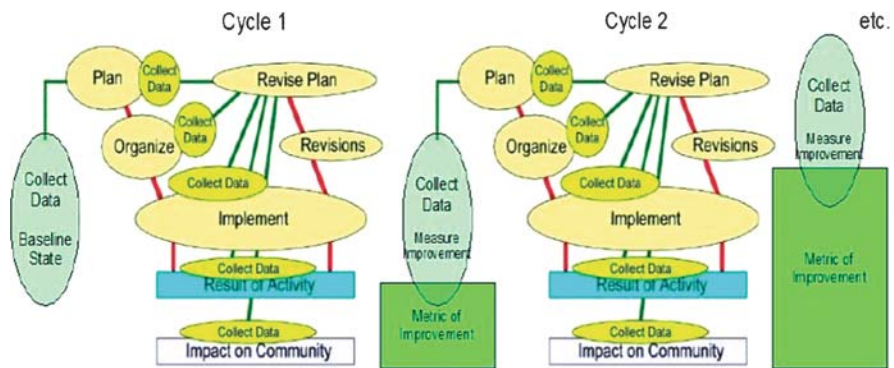 Cycle 1
Cycle 2
etc.
Plan
Collect
Data
Revise Plan
Collect
Data
Organize
Revisions
Collect Data
Implement
Collect Data
Result of Activity
Collect Data
Impact on Community
Collect
Data
Baseline
State
Collect
Data
Measure
Improvement
Metric of
Improvement
Plan
Collect
Data
Revise Plan
Collect
Data
Organize
Revisions
Collect Data
Implement
Collect Data
Result of Activity
Collect Data
Impact on Community
Collect
Data
Measure
Improvement
Metric of
Improvement